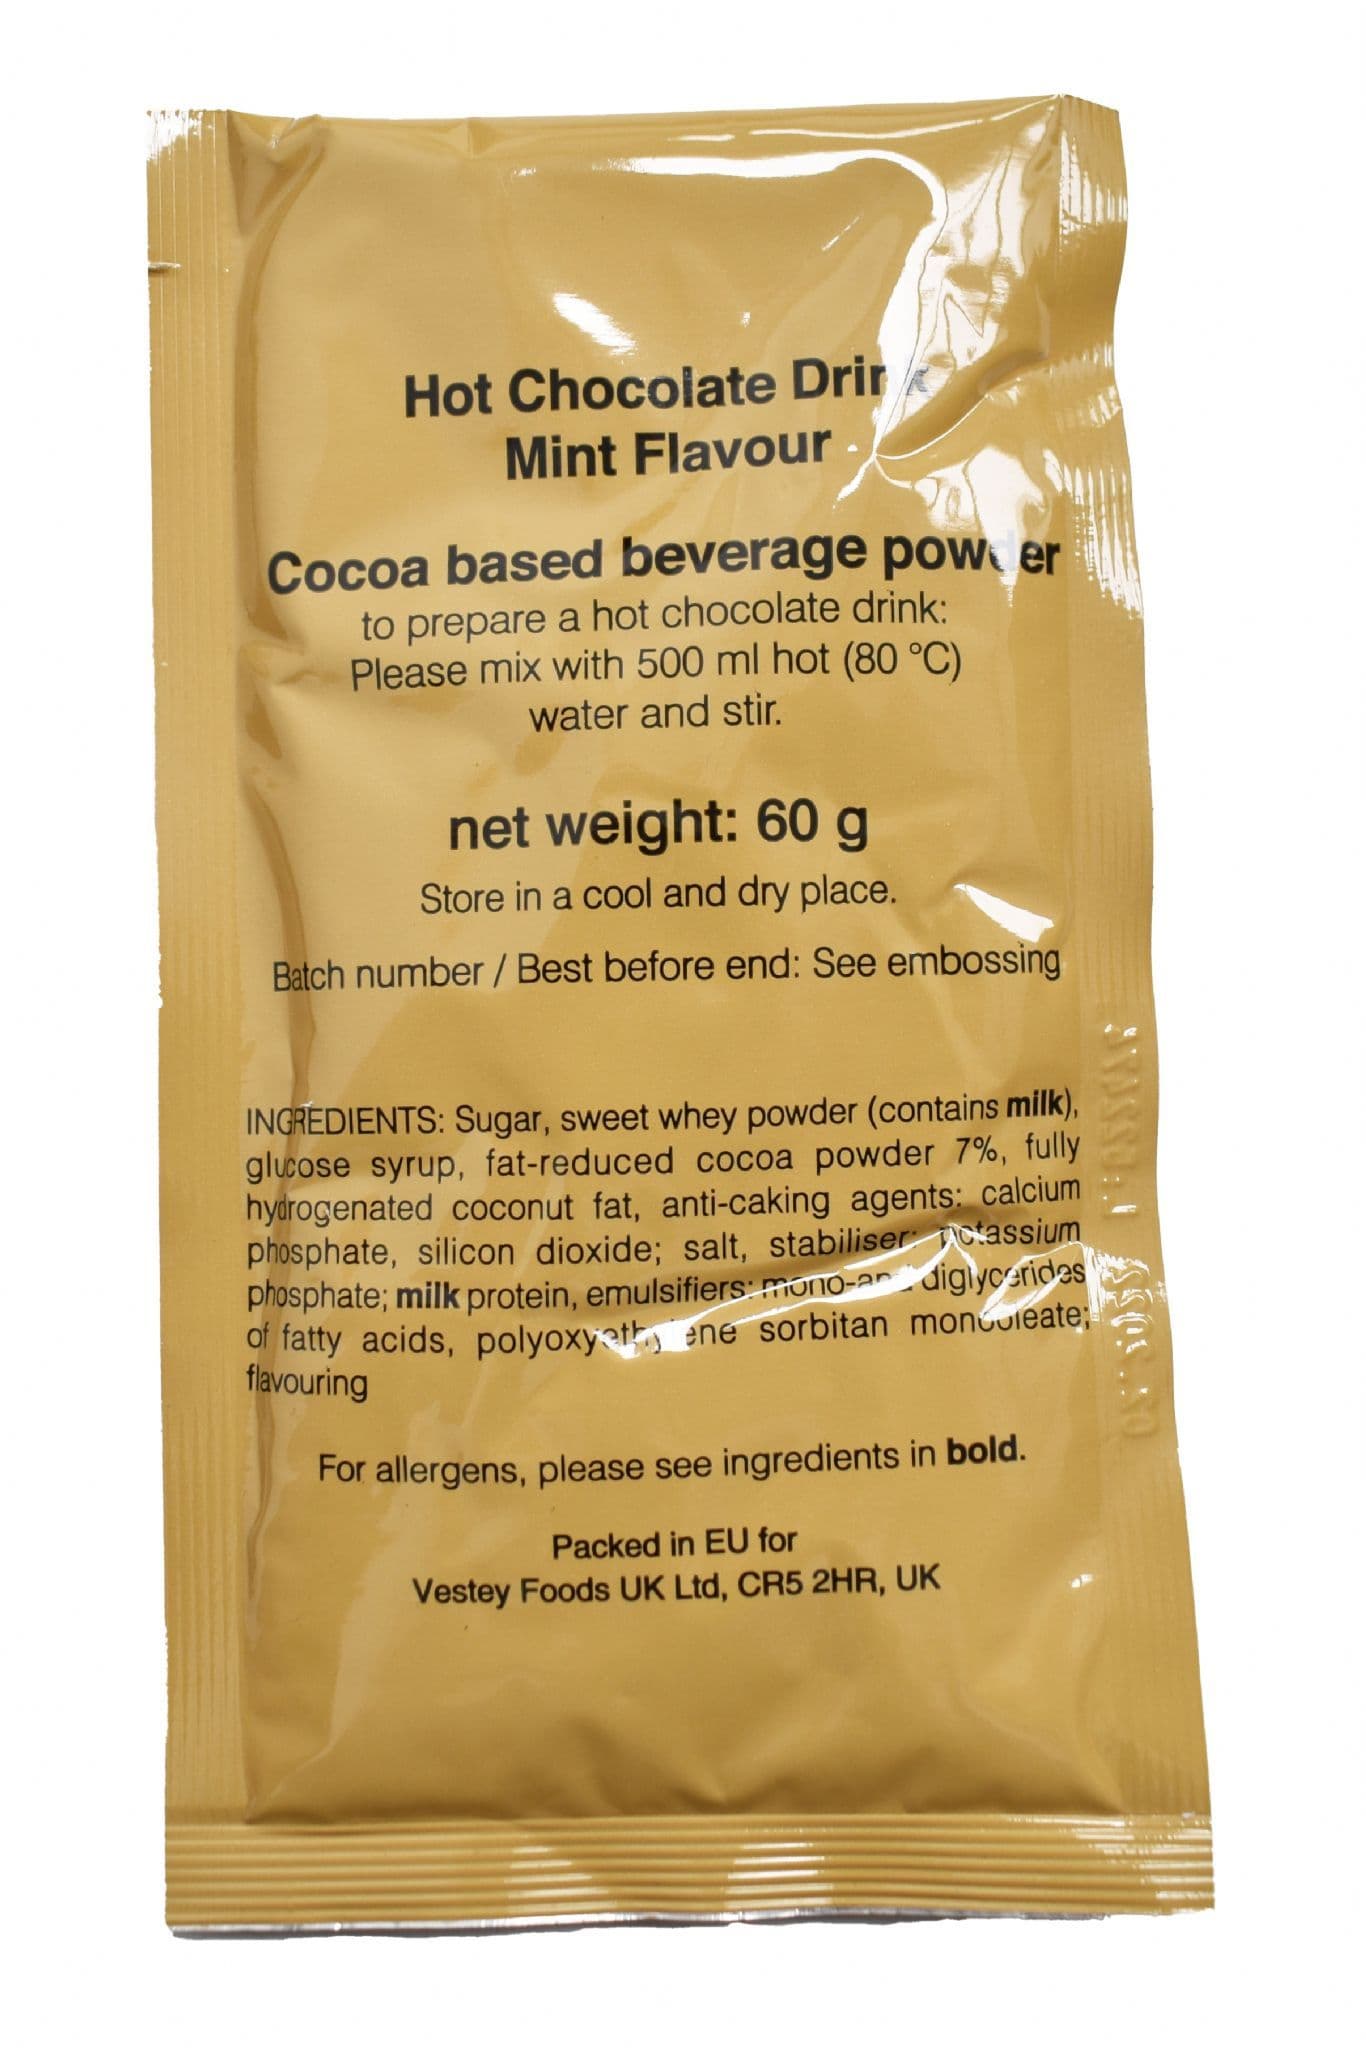 Hot Chocolate Drink
Mint Flavour
Cocoa based beverage powder
to prepare a hot chocolate drink:
Please mix with 500 ml hot (80 °C)
water and stir.
net weight: 60 g
Store in a cool and dry place.
Batch number / Best before end: See embossing
INGREDIENTS: Sugar, sweet whey powder (contains milk),
glucose syrup, fat-reduced cocoa powder 7%, fully
hydrogenated coconut fat, anti-caking agents: calcium
phosphate, silicon dioxide; salt, stabiliser: potassium
phosphate; milk protein, emulsifiers: mono-and diglycerides
of fatty acids, polyoxyethylene sorbitan monooleate;
flavouring
For allergens, please see ingredients in bold.
Packed in EU for
Vestey Foods UK Ltd, CR5 2HR, UK